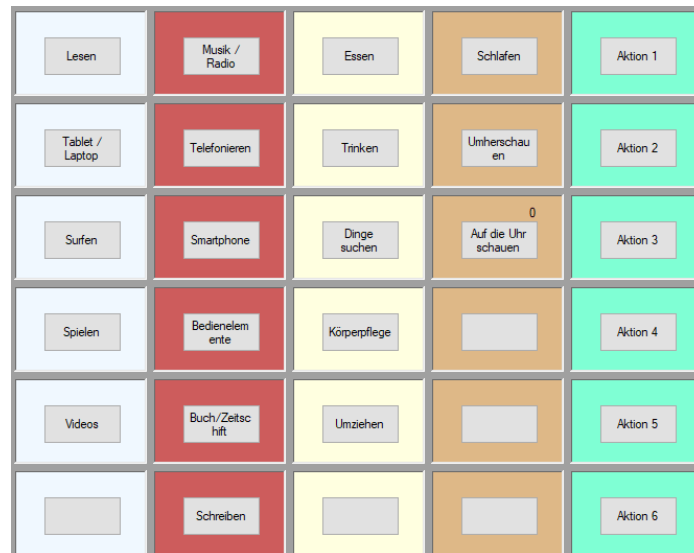 Lesen
Musik /
Radio
Essen
Schlafen
Aktion 1
Tablet /
Laptop
Telefonieren
Trinken
Umherschau
en
Aktion 2
Surfen
Smartphone
Dinge
suchen
0
Auf die Uhr
schauen
Aktion 3
Spielen
Bedienelem
ente
Körperpflege
Aktion 4
Videos
Buch/Zeitsc
hift
Umziehen
Aktion 5
Schreiben
Aktion 6